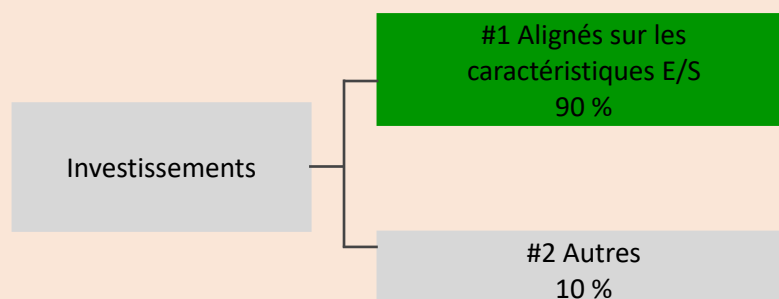 #1 Alignés sur les
caractéristiques E/S
90 %
Investissements
#2 Autres
10 %